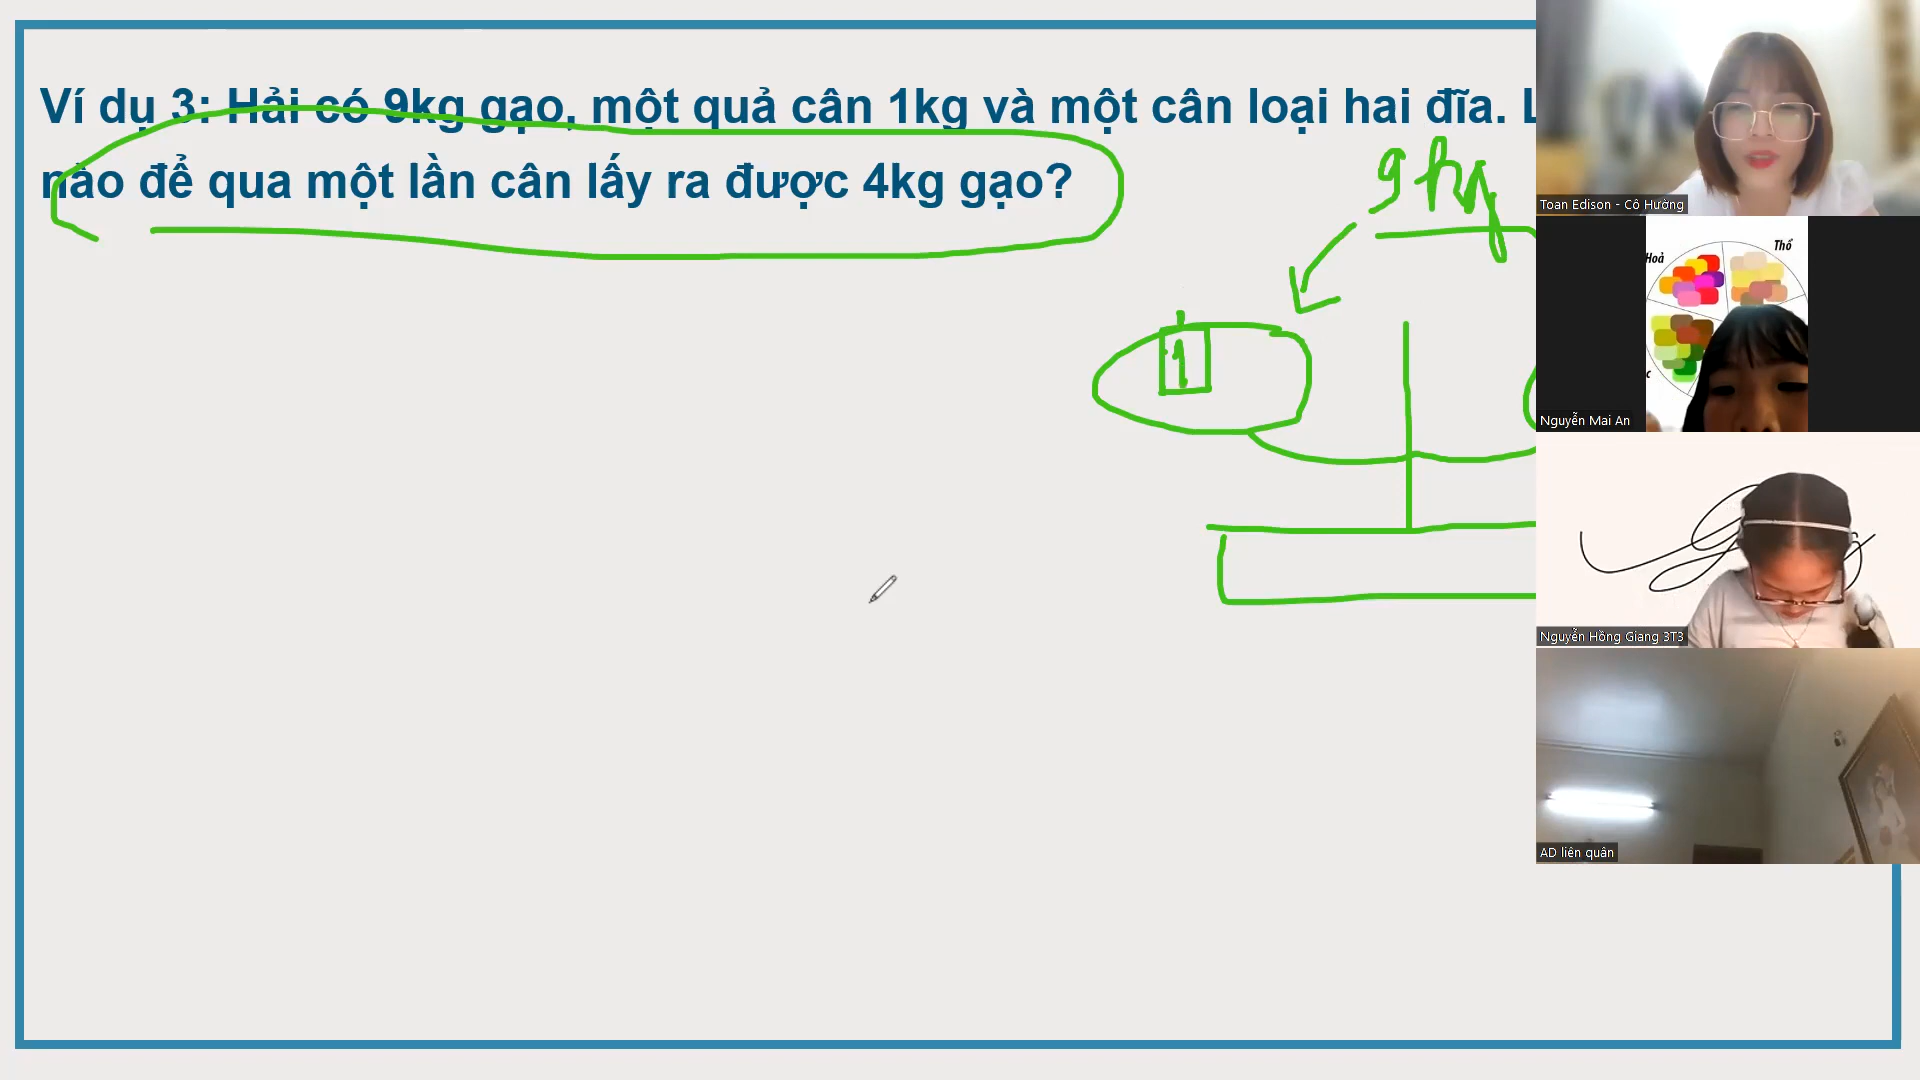 Ví dụ 3: Hải có 9kg gạo, một quả cân 1kg và một cân loại hai đĩa.
nào để qua một lần cân lấy ra được 4kg gạo?
9kg
1
Toan Edison - Cô Hường
Hoả
Thổ
c
Nguyễn Mai An
Nguyễn Hồng Giang 3T3
AD liên quân